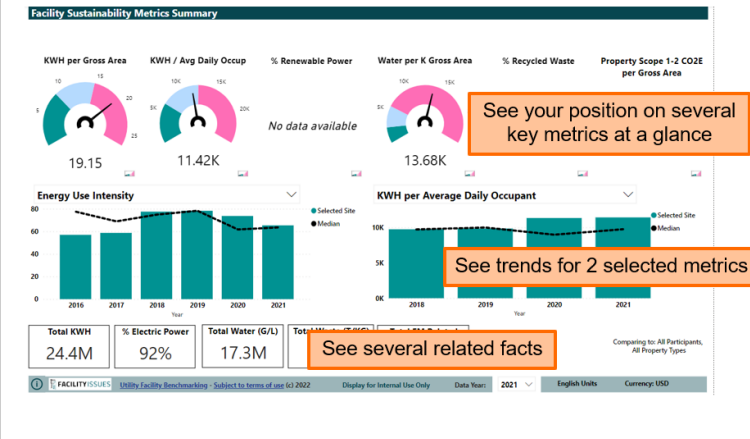 Facility Sustainability Metrics Summary
KWH per Gross Area
KWH / Avg Daily Occup
% Renewable Power
Water per K Gross Area
% Recycled Waste
Property Scope 1-2 CO2E
per Gross Area
5
10
15
20
25
19.15
5K
10K
15K
20K
11.42K
No data available
5K
10K
15K
13.68K
See your position on several
key metrics at a glance
Energy Use Intensity
80
60
40
20
0
2016 2017 2018 2019 2020 2021
Year
Selected Site
Median
KWH per Average Daily Occupant
10K
5K
0K
2018 2019 2020 2021
Year
Selected Site
Median
See trends for 2 selected metrics
Total KWH
24.4M
% Electric Power
92%
Total Water (G/L)
17.3M
See several related facts
Comparing to: All Participants,
All Property Types
FACILITYISSUES
Utility Facility Benchmarking - Subject to terms of use (c) 2022
Display for Internal Use Only
Data Year:
2021
English Units
Currency: USD